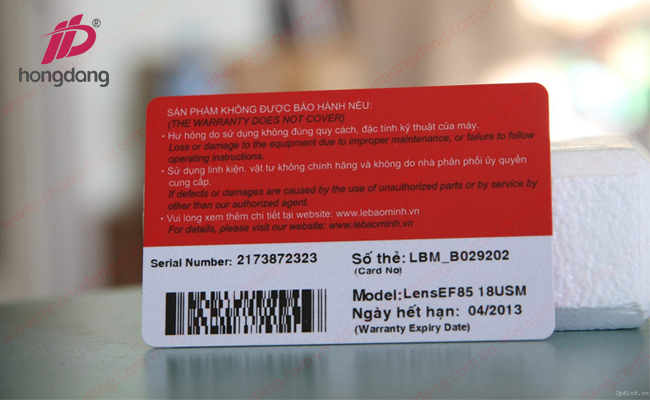 hongdang
®
SẢN PHẨM KHÔNG ĐƯỢC BẢO HÀNH NẾU:
(THE WARRANTY DOES NOT COVER)
• Hư hỏng do sử dụng không đúng quy cách, đặc tính kỹ thuật của máy.
Loss or damage to the equipment due to improper maintenance, or failure to follow
operating instructions.
• Sử dụng linh kiện, vật tư không chính hãng và không do nhà phân phối ủy quyền
cung cấp.
If defects or damages are caused by the use of unauthorized parts or by service by
other than our authorized agent.
• Vui lòng xem thêm chi tiết tại website: www.lebaominh.vn
For details, please visit our website: www.lebaominh.vn
Serial Number: 2173872323
Số thẻ: LBM_B029202
(Card No)
Model: LensEF85 18USM
Ngày hết hạn: 04/2013
(Warranty Expiry Date)